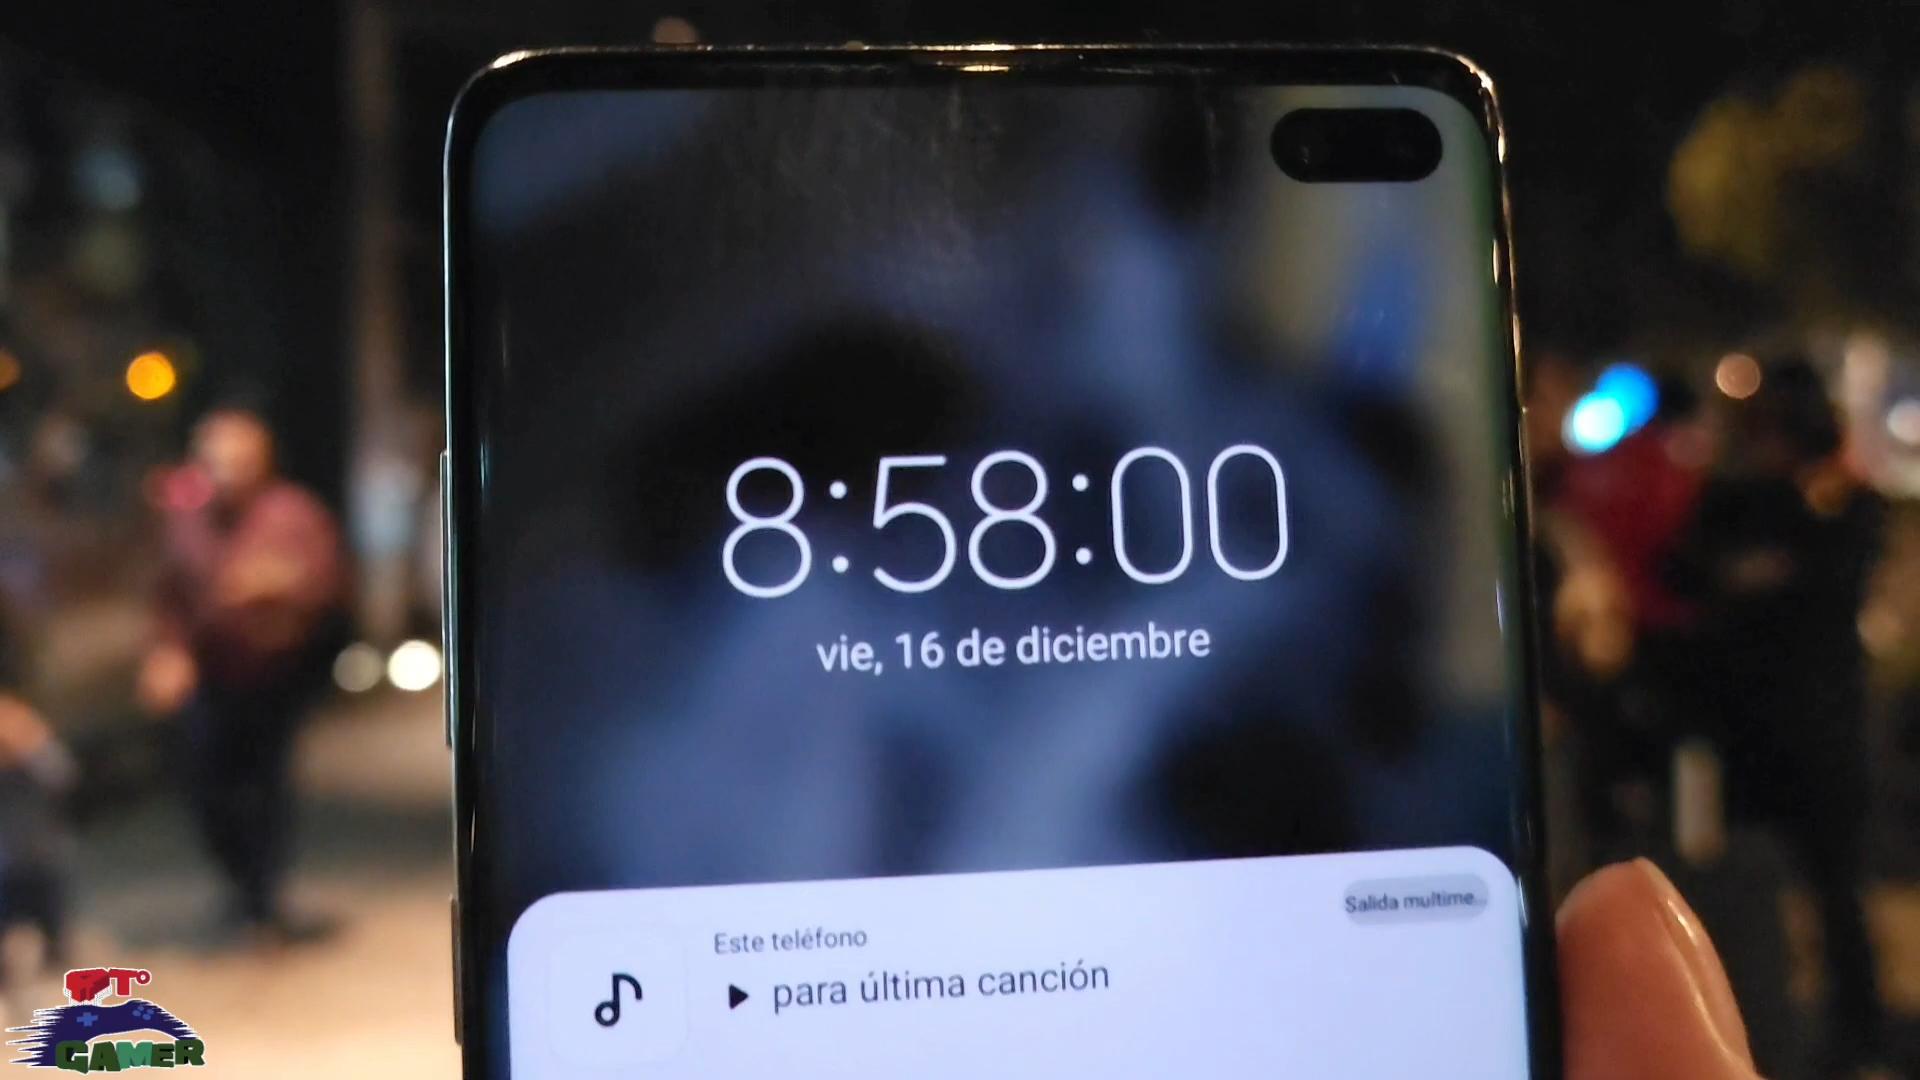 8:58:00
vie, 16 de diciembre
Salida multime...
Este teléfono
para última canción
GAMER